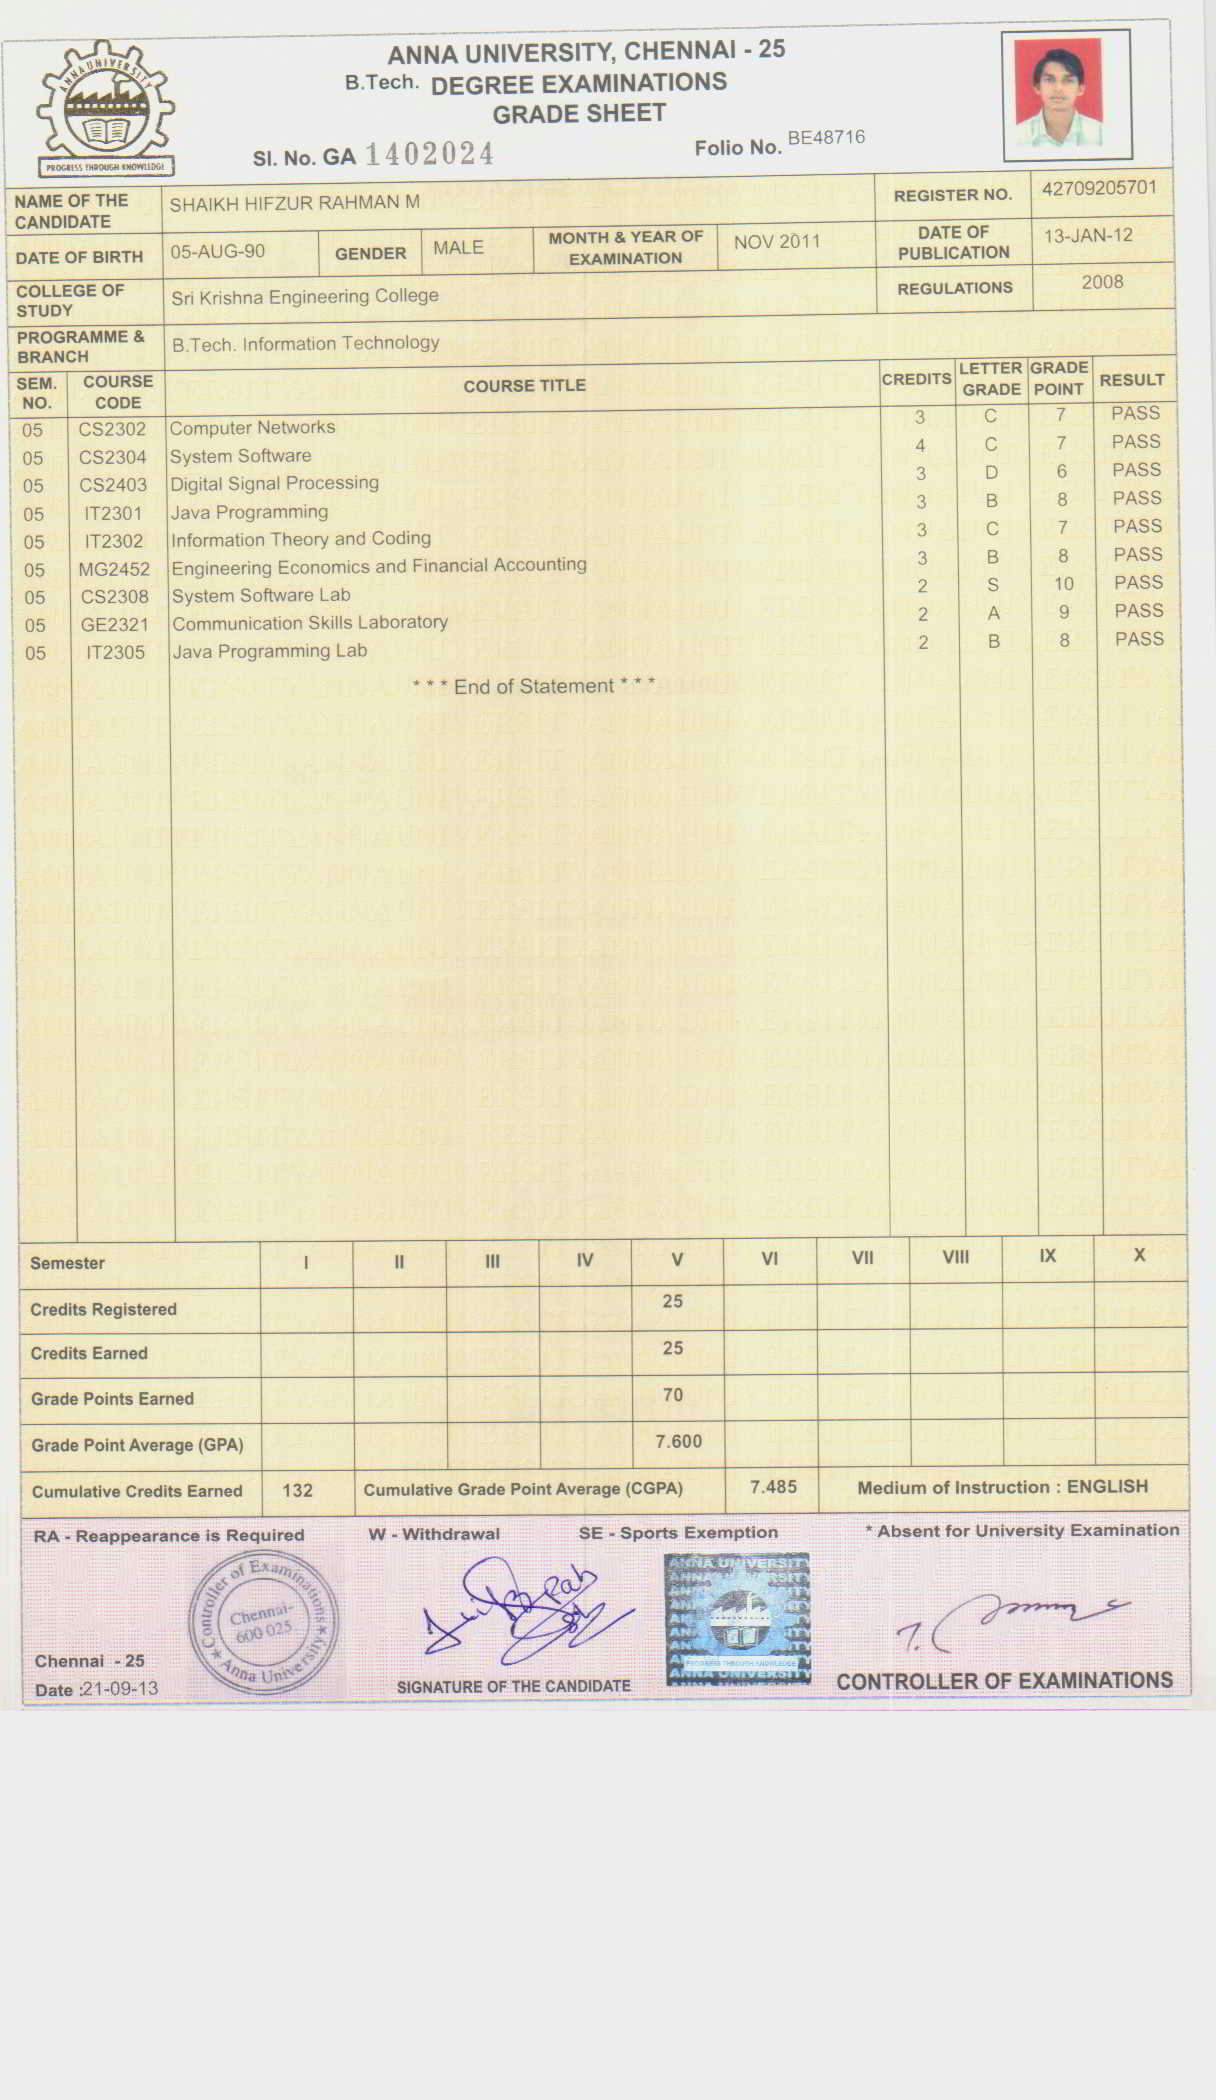 ANNA UNIVERSITY
PROGRESS THROUGH KNOWLEDGE
ANNA UNIVERSITY, CHENNAI - 25
B.Tech. DEGREE EXAMINATIONS
GRADE SHEET
Sl. No. GA 1402024
Folio No. BE48716
NAME OF THE CANDIDATE SHAIKH HIFZUR RAHMAN M REGISTER NO. 42709205701
DATE OF BIRTH 05-AUG-90 GENDER MALE MONTH & YEAR OF EXAMINATION NOV 2011 DATE OF PUBLICATION 13-JAN-12
COLLEGE OF STUDY Sri Krishna Engineering College REGULATIONS 2008
PROGRAMME & BRANCH B.Tech. Information Technology
SEM. NO. COURSE CODE COURSE TITLE CREDITS LETTER GRADE GRADE POINT RESULT
05 CS2302 Computer Networks 3 C 7 PASS
05 CS2304 System Software 4 C 7 PASS
05 CS2403 Digital Signal Processing 3 D 6 PASS
05 IT2301 Java Programming 3 B 8 PASS
05 IT2302 Information Theory and Coding 3 C 7 PASS
05 MG2452 Engineering Economics and Financial Accounting 3 B 8 PASS
05 CS2308 System Software Lab 2 S 10 PASS
05 GE2321 Communication Skills Laboratory 2 A 9 PASS
05 IT2305 Java Programming Lab 2 B 8 PASS
* * * End of Statement * * *
Semester I II III IV V VI VII VIII IX X
Credits Registered 25
Credits Earned 25
Grade Points Earned 70
Grade Point Average (GPA) 7.600
Cumulative Credits Earned 132 Cumulative Grade Point Average (CGPA) 7.485 Medium of Instruction : ENGLISH
RA - Reappearance is Required W - Withdrawal SE - Sports Exemption * Absent for University Examination
Controller of Examinations
Chennai-
600 025
Anna University
ANNA UNIVERSITY
PROGRESS THROUGH KNOWLEDGE
Chennai - 25
Date :21-09-13
SIGNATURE OF THE CANDIDATE
CONTROLLER OF EXAMINATIONS